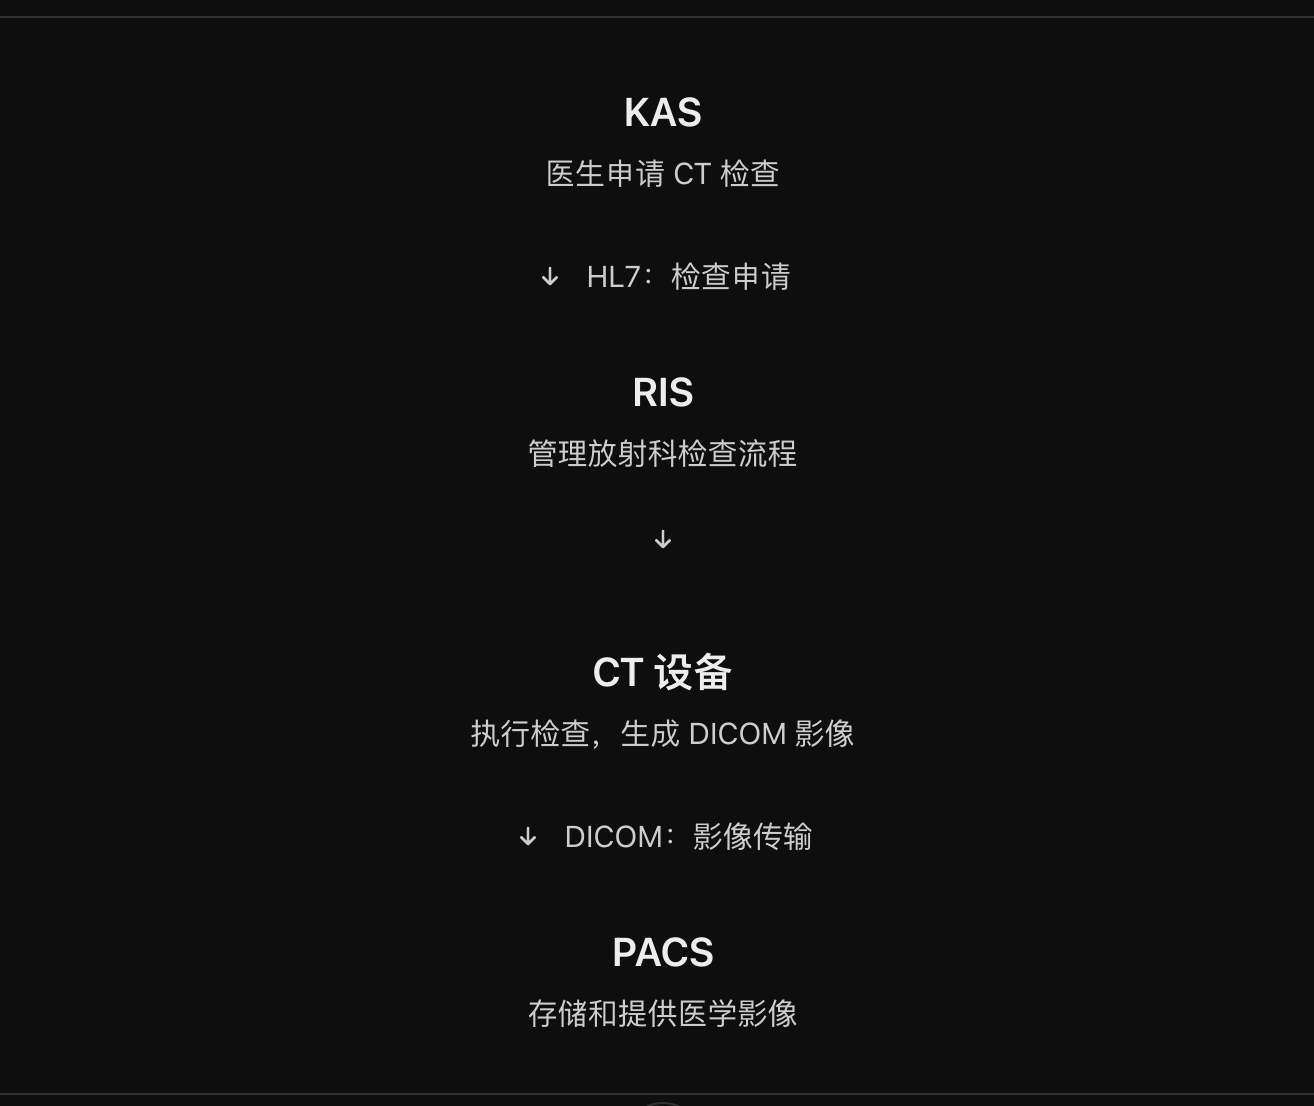 KAS
医生申请 CT 检查
↓ HL7：检查申请
RIS
管理放射科检查流程
↓
CT 设备
执行检查，生成 DICOM 影像
↓ DICOM：影像传输
PACS
存储和提供医学影像